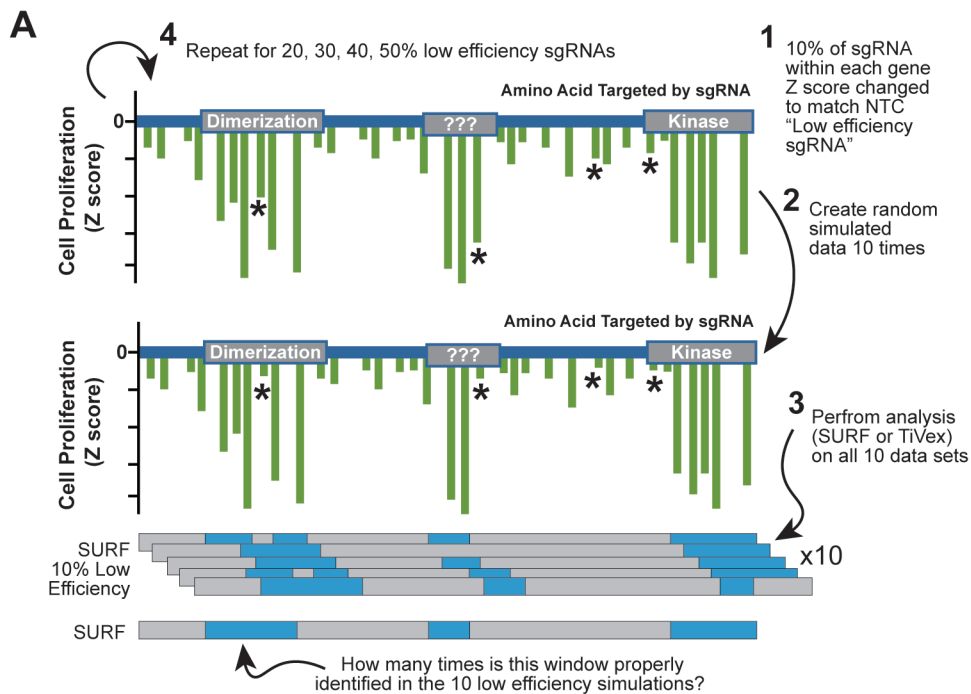 A
4 Repeat for 20, 30, 40, 50% low efficiency sgRNAs
1 10% of sgRNA
within each gene
Z score changed
to match NTC
“Low efficiency
sgRNA”
Amino Acid Targeted by sgRNA
0
Dimerization
???
Kinase
Cell Proliferation
(Z score)
*
*
*
*
2 Create random
simulated
data 10 times
Amino Acid Targeted by sgRNA
0
Dimerization
???
Kinase
Cell Proliferation
(Z score)
*
*
*
*
3 Perfrom analysis
(SURF or TiVex)
on all 10 data sets
SURF
10% Low
Efficiency
x10
SURF
How many times is this window properly
identified in the 10 low efficiency simulations?